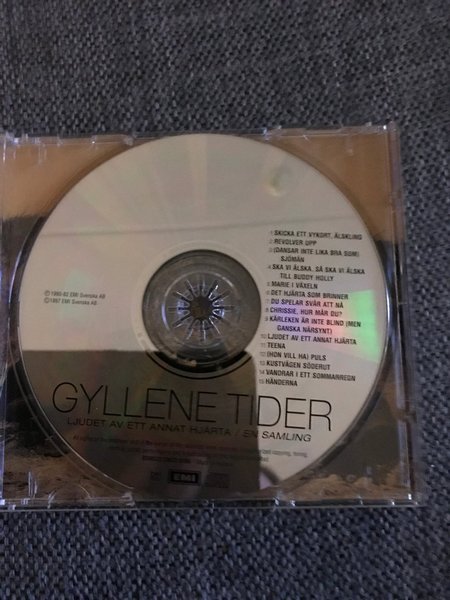 1 SKICKA ETT VYKORT, ÄLSKLING
2 REVOLVER UPP
3 (DANSAR INTE LIKA BRA SOM)
SJÖMÄN
4 SKA VI ÄLSKA, SÅ SKA VI ÄLSKA
TILL BUDDY HOLLY
5 MARIE I VÄXELN
6 DET HJÄRTA SOM BRINNER
7 DU SPELAR SVÅR ATT NÅ
8 CHRISSIE, HUR MÅR DU?
9 KÄRLEKEN ÄR INTE BLIND (MEN
GANSKA NÄRSYNT)
10 LJUDET AV ETT ANNAT HJÄRTA
11 TEENA
12 (HON VILL HA) PULS
13 KUSTVÄGEN SÖDERUT
14 VANDRAR I ETT SOMMARREGN
15 HÄNDERNA
℗ 1980-82 EMI Svenska AB
© 1997 EMI Svenska AB
GYLLENE TIDER
LJUDET AV ETT ANNAT HJÄRTA / EN SAMLING
EMI